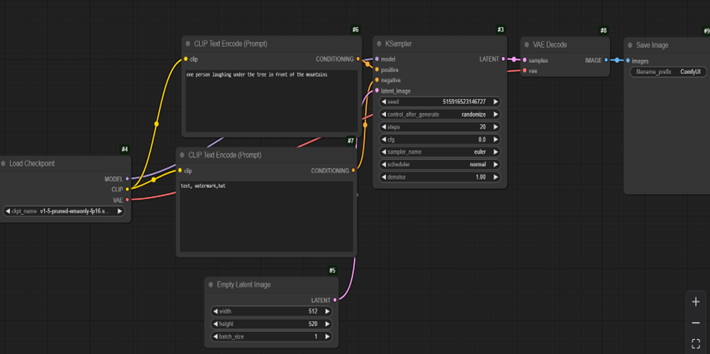 #4
Load Checkpoint
MODEL
CLIP
VAE
ckpt_name v1-5-pruned-emaonly-fp16.s...
#6
CLIP Text Encode (Prompt)
clip
CONDITIONING
one person laughing under the tree in front of the mountains
#7
CLIP Text Encode (Prompt)
clip
CONDITIONING
text, watermark,hat
#5
Empty Latent Image
LATENT
width 512
height 520
batch_size 1
#3
KSampler
model
LATENT
positive
negative
latent_image
seed 515916523146727
control_after_generate randomize
steps 20
cfg 8.0
sampler_name euler
scheduler normal
denoise 1.00
#8
VAE Decode
samples
IMAGE
vae
#9
Save Image
images
filename_prefix ComfyUI